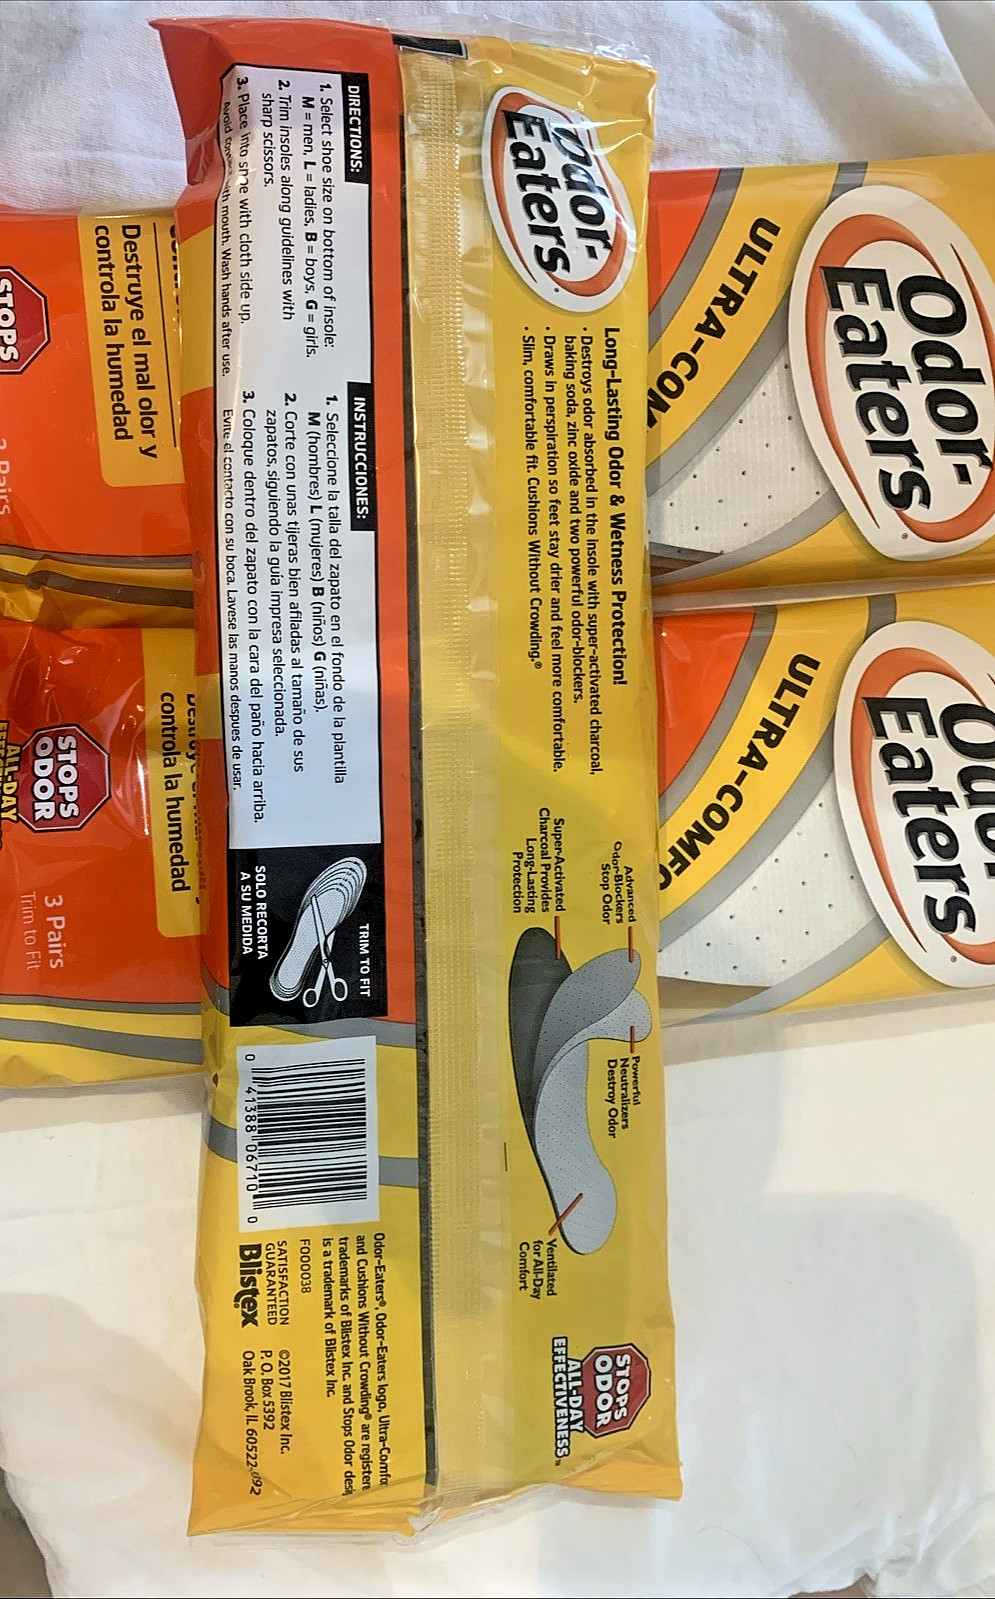 Odor-
Eaters®
Long-Lasting Odor & Wetness Protection!
• Destroys odor absorbed in the insole with super-activated charcoal,
baking soda, zinc oxide and two powerful odor-blockers.
• Draws in perspiration so feet stay drier and feel more comfortable.
• Slim, comfortable fit. Cushions Without Crowding.®
Advanced
Odor-Blockers
Stop Odor
Super-Activated
Charcoal Provides
Long-Lasting
Protection
Powerful
Neutralizers
Destroy Odor
Ventilated
for All-Day
Comfort
STOPS
ODOR
ALL-DAY
EFFECTIVENESS™
DIRECTIONS:
1. Select shoe size on bottom of insole:
M = men, L = ladies, B = boys, G = girls.
2. Trim insoles along guidelines with
sharp scissors.
3. Place into shoe with cloth side up.
Avoid with mouth. Wash hands after use.
INSTRUCCIONES:
1. Seleccione la talla del zapato en el fondo de la plantilla
M (hombres) L (mujeres) B (niños) G (niñas).
2. Corte con unas tijeras bien afiladas al tamaño de sus
zapatos, siguiendo la guía impresa seleccionada.
3. Coloque dentro del zapato con la cara del paño hacia arriba.
Evite el contacto con su boca. Lavese las manos despues de usar.
TRIM TO FIT
SOLO RECORTA
A SU MEDIDA
0 41388 06710 0
Odor-Eaters®, Odor-Eaters logo, Ultra-Comfo
and Cushions Without Crowding® are registere
trademarks of Blistex Inc. and Stops Odor desi
is a trademark of Blistex Inc.
F000038
SATISFACTION
GUARANTEED
Blistex
©2017 Blistex Inc.
P. O. Box 5392
Oak Brook, IL 60522
Odor-
Eaters®
ULTRA-COM
Odor-
Eaters®
ULTRA-COMF
Destruye el mal olor y
controla la humedad
STOPS
Pairs
controla la humedad
STOPS
ODOR
ALL-DAY
3 Pairs
Trim to Fit